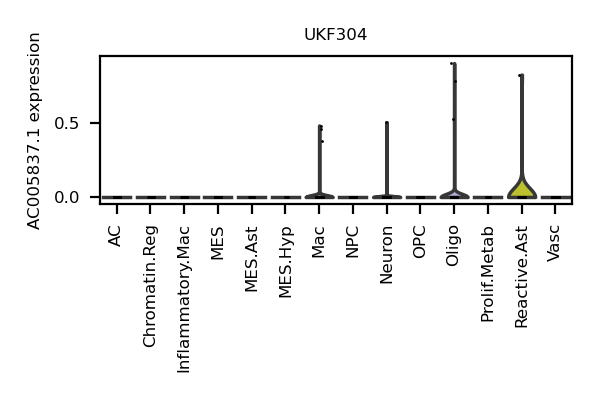 UKF304
AC005837.1 expression
0.5
0.0
AC
Chromatin.Reg
Inflammatory.Mac
MES
MES.Ast
MES.Hyp
Mac
NPC
Neuron
OPC
Oligo
Prolif.Metab
Reactive.Ast
Vasc